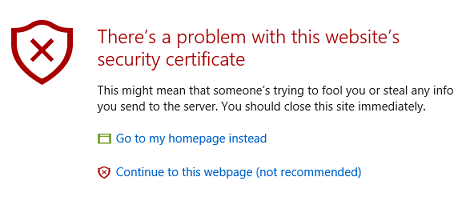 There's a problem with this website's
security certificate
This might mean that someone's trying to fool you or steal any info
you send to the server. You should close this site immediately.
Go to my homepage instead
Continue to this webpage (not recommended)